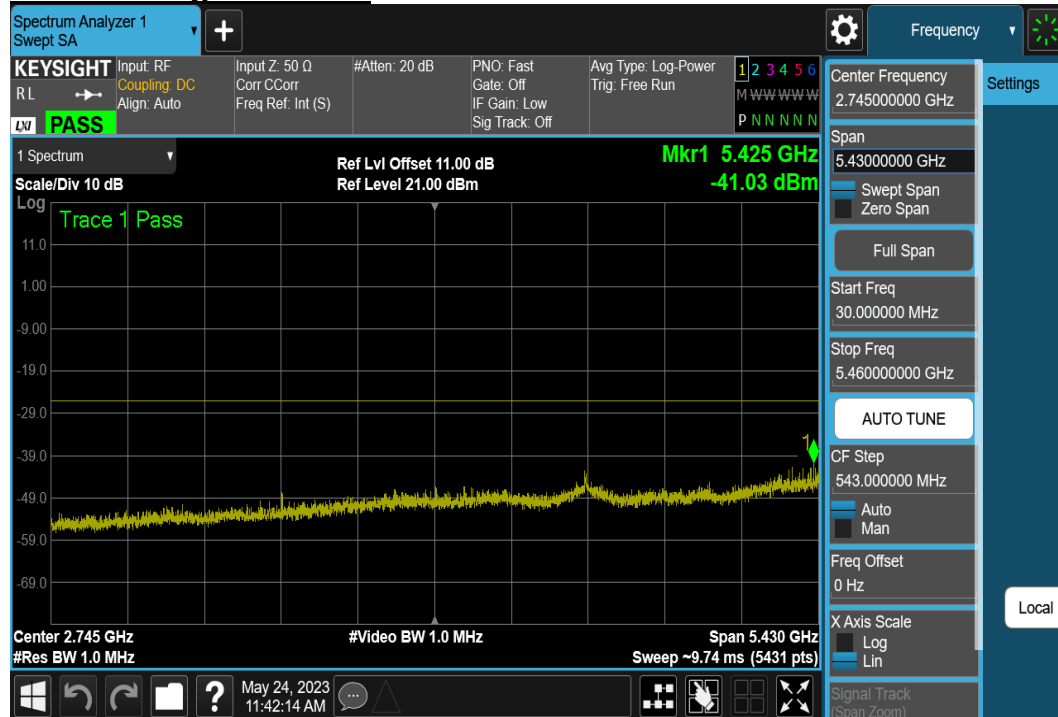 Spectrum Analyzer 1
Swept SA
+
Frequency
KEYSIGHT
R L
LXI
PASS
Input: RF
Coupling: DC
Align: Auto
Input Z: 50 Ω
Corr CCorr
Freq Ref: Int (S)
#Atten: 20 dB
PNO: Fast
Gate: Off
IF Gain: Low
Sig Track: Off
Avg Type: Log-Power
Trig: Free Run
1 2 3 4 5 6
M W W W W W
P N N N N N
1 Spectrum
Scale/Div 10 dB
Ref Lvl Offset 11.00 dB
Ref Level 21.00 dBm
Mkr1 5.425 GHz
-41.03 dBm
Log
Trace 1 Pass
11.0
1.00
-9.00
-19.0
-29.0
-39.0
-49.0
-59.0
-69.0
1
Center 2.745 GHz
#Res BW 1.0 MHz
#Video BW 1.0 MHz
Span 5.430 GHz
Sweep ~9.74 ms (5431 pts)
Center Frequency
2.745000000 GHz
Span
5.43000000 GHz
Swept Span
Zero Span
Full Span
Start Freq
30.000000 MHz
Stop Freq
5.460000000 GHz
AUTO TUNE
CF Step
543.000000 MHz
Auto
Man
Freq Offset
0 Hz
X Axis Scale
Log
Lin
Signal Track
(Span Zoom)
Settings
Local
?
May 24, 2023
11:42:14 AM